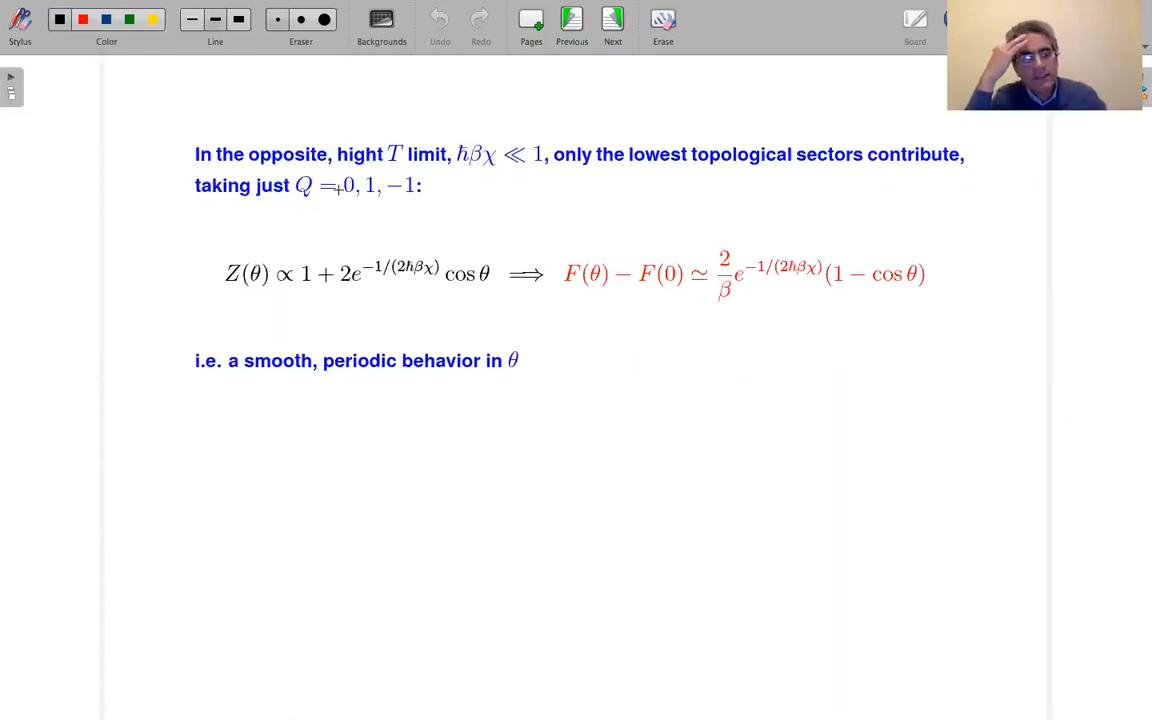 Stylus
Color
Line
Eraser
Backgrounds
Undo
Redo
Pages
Previous
Next
Erase
Board
In the opposite, hight T limit, ℏβχ ≪ 1, only the lowest topological sectors contribute,
taking just Q = 0, 1, −1:
Z(θ) ∝ 1 + 2e^{−1/(2ℏβχ)} cos θ ⟹ F(θ) − F(0) ≃ \frac{2}{β} e^{−1/(2ℏβχ)}(1 − cos θ)
i.e. a smooth, periodic behavior in θ